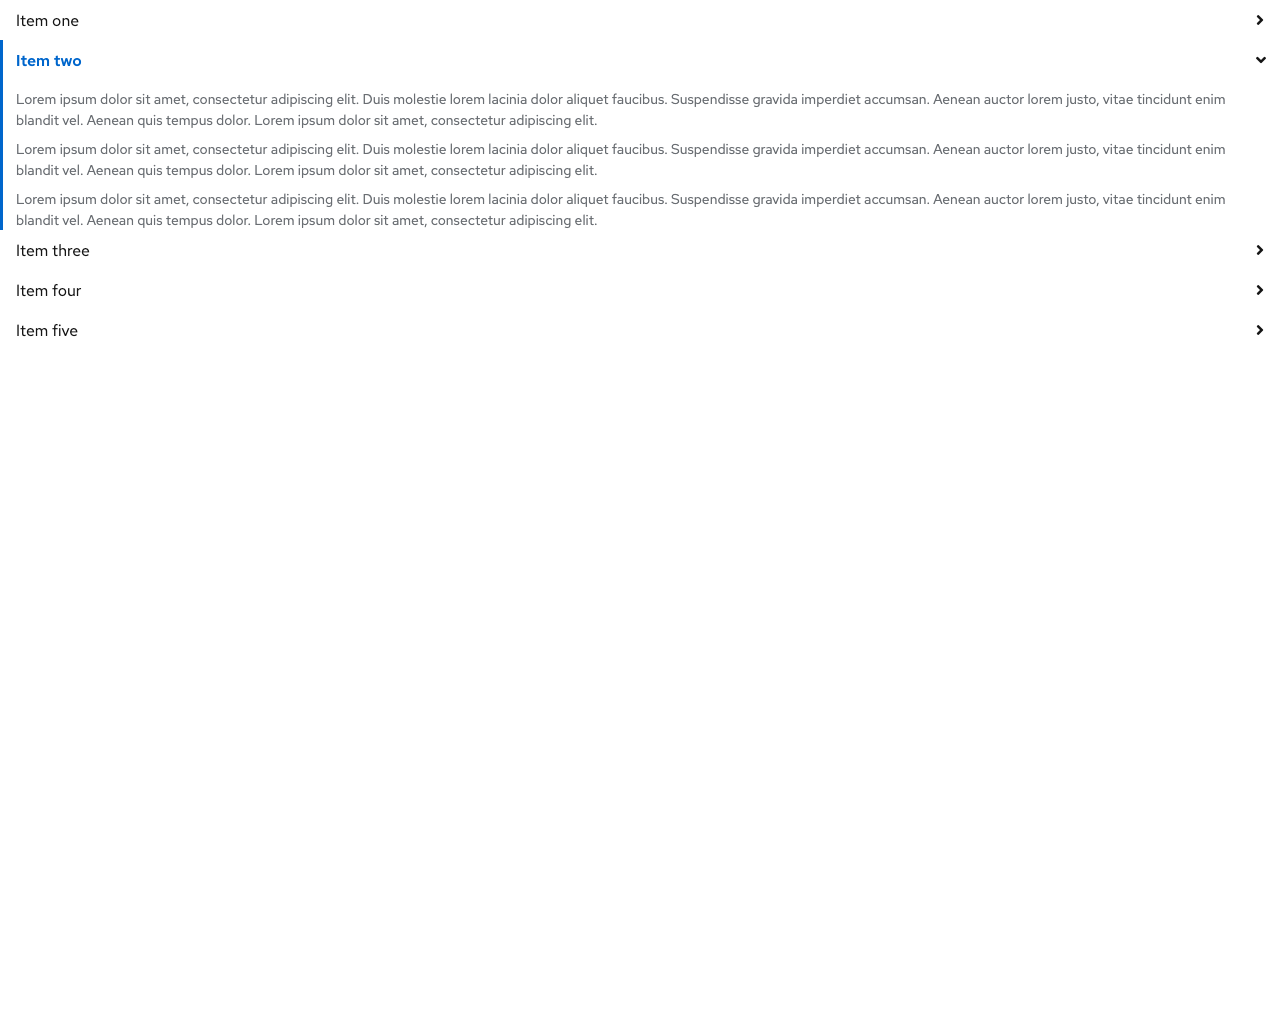 Item one
Item two
Lorem ipsum dolor sit amet, consectetur adipiscing elit. Duis molestie lorem lacinia dolor aliquet faucibus. Suspendisse gravida imperdiet accumsan. Aenean auctor lorem justo, vitae tincidunt enim
blandit vel. Aenean quis tempus dolor. Lorem ipsum dolor sit amet, consectetur adipiscing elit.
Lorem ipsum dolor sit amet, consectetur adipiscing elit. Duis molestie lorem lacinia dolor aliquet faucibus. Suspendisse gravida imperdiet accumsan. Aenean auctor lorem justo, vitae tincidunt enim
blandit vel. Aenean quis tempus dolor. Lorem ipsum dolor sit amet, consectetur adipiscing elit.
Lorem ipsum dolor sit amet, consectetur adipiscing elit. Duis molestie lorem lacinia dolor aliquet faucibus. Suspendisse gravida imperdiet accumsan. Aenean auctor lorem justo, vitae tincidunt enim
blandit vel. Aenean quis tempus dolor. Lorem ipsum dolor sit amet, consectetur adipiscing elit.
Item three
Item four
Item five